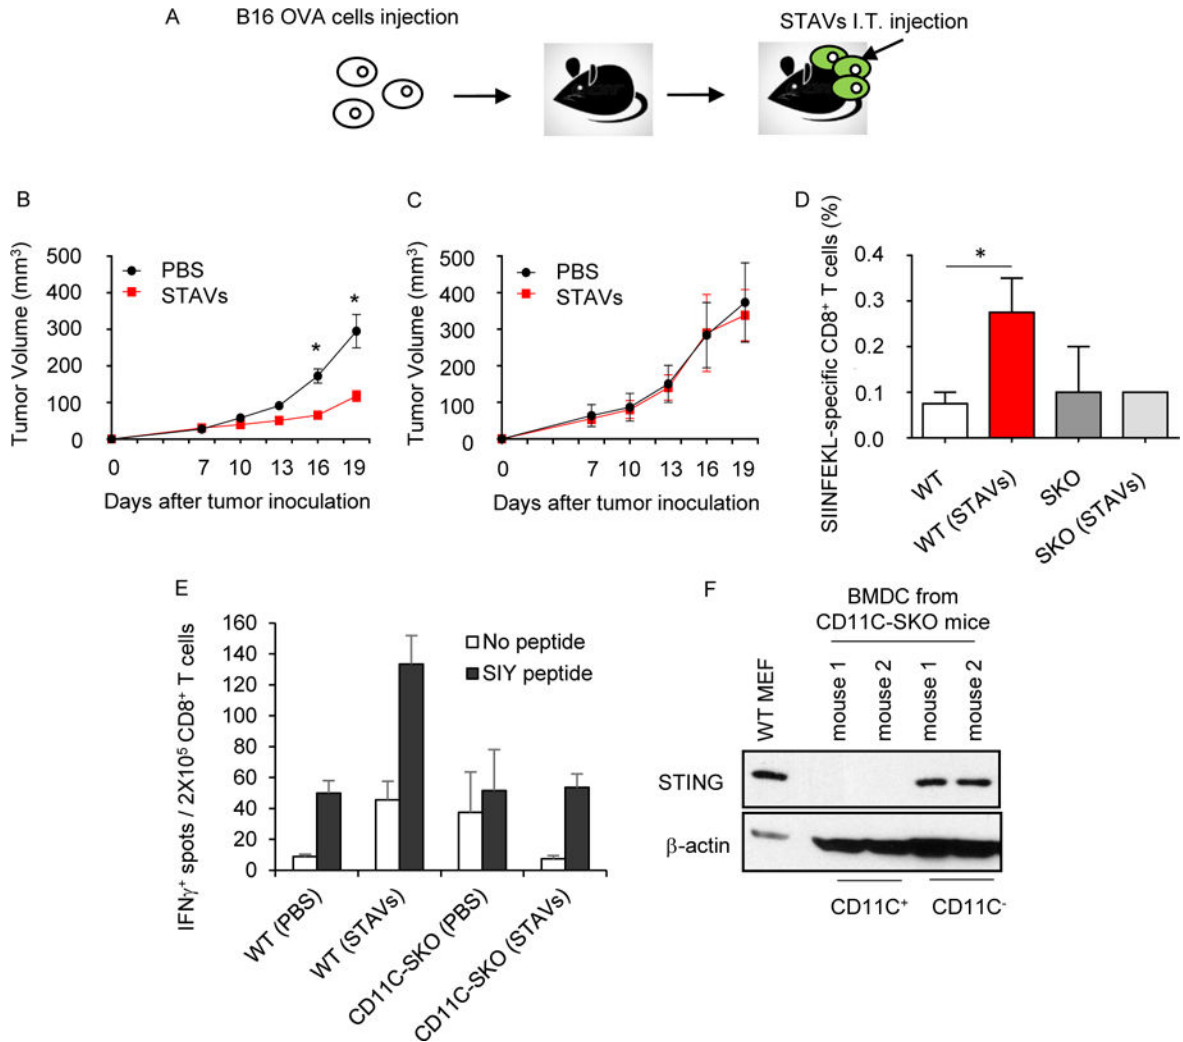 A
B16 OVA cells injection
STAVs I.T. injection
B
Tumor Volume (mm³)
500
400
300
200
100
0
PBS
STAVs
*
*
0 7 10 13 16 19
Days after tumor inoculation
C
Tumor Volume (mm³)
500
400
300
200
100
0
PBS
STAVs
0 7 10 13 16 19
Days after tumor inoculation
D
SIINFEKL-specific CD8⁺ T cells (%)
0.4
0.3
0.2
0.1
0.0
*
WT
WT (STAVs)
SKO
SKO (STAVs)
E
IFNγ⁺ spots / 2X10⁵ CD8⁺ T cells
160
140
120
100
80
60
40
20
0
No peptide
SIY peptide
WT (PBS)
WT (STAVs)
CD11C-SKO (PBS)
CD11C-SKO (STAVs)
F
BMDC from
CD11C-SKO mice
WT MEF
mouse 1
mouse 2
mouse 1
mouse 2
STING
β-actin
CD11C⁺
CD11C⁻